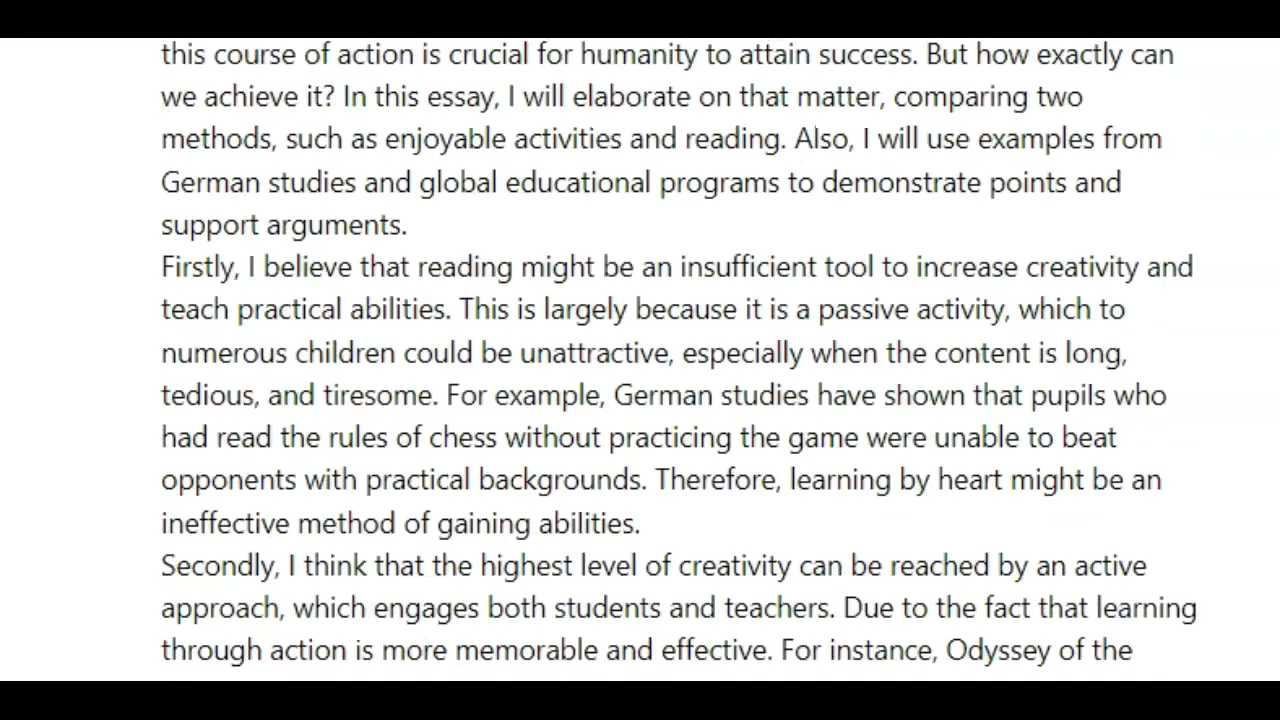 this course of action is crucial for humanity to attain success. But how exactly can
we achieve it? In this essay, I will elaborate on that matter, comparing two
methods, such as enjoyable activities and reading. Also, I will use examples from
German studies and global educational programs to demonstrate points and
support arguments.
Firstly, I believe that reading might be an insufficient tool to increase creativity and
teach practical abilities. This is largely because it is a passive activity, which to
numerous children could be unattractive, especially when the content is long,
tedious, and tiresome. For example, German studies have shown that pupils who
had read the rules of chess without practicing the game were unable to beat
opponents with practical backgrounds. Therefore, learning by heart might be an
ineffective method of gaining abilities.
Secondly, I think that the highest level of creativity can be reached by an active
approach, which engages both students and teachers. Due to the fact that learning
through action is more memorable and effective. For instance, Odyssey of the